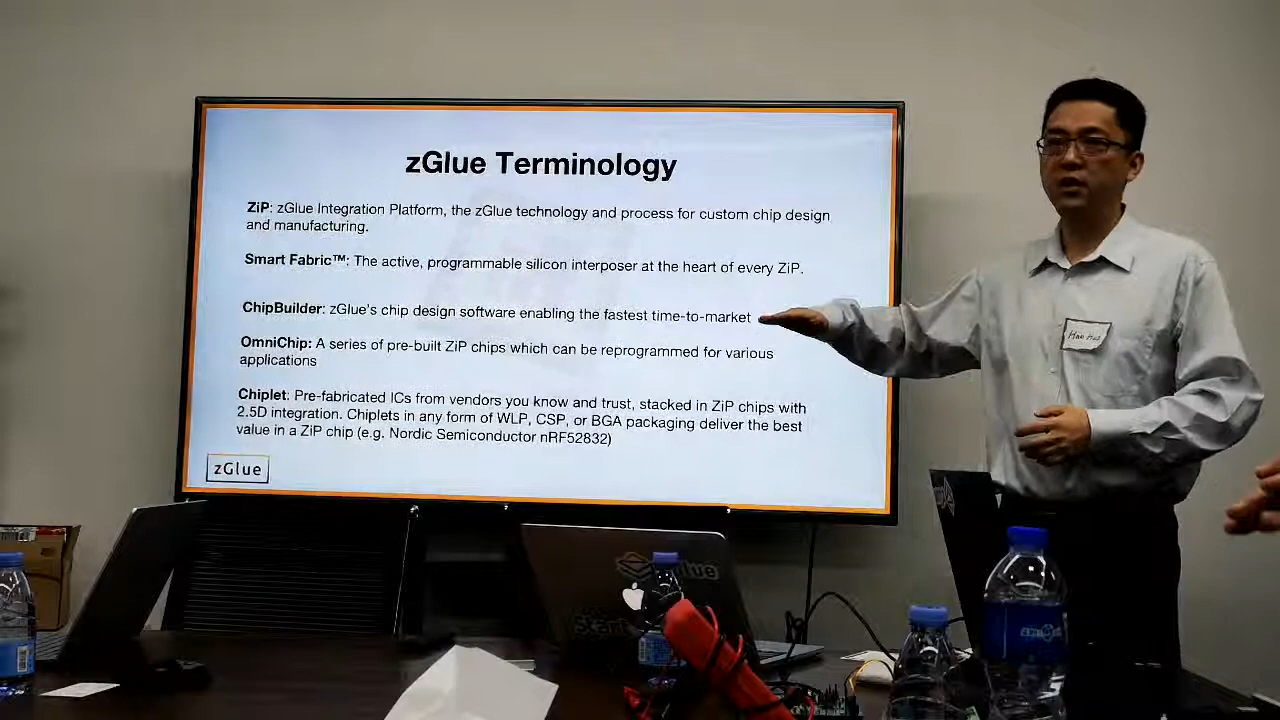 zGlue Terminology
ZiP: zGlue Integration Platform, the zGlue technology and process for custom chip design
and manufacturing.
Smart Fabric™: The active, programmable silicon interposer at the heart of every ZiP.
ChipBuilder: zGlue's chip design software enabling the fastest time-to-market
OmniChip: A series of pre-built ZiP chips which can be reprogrammed for various
applications
Chiplet: Pre-fabricated ICs from vendors you know and trust, stacked in ZiP chips with
2.5D integration. Chiplets in any form of WLP, CSP, or BGA packaging deliver the best
value in a ZiP chip (e.g. Nordic Semiconductor nRF52832)
zGlue